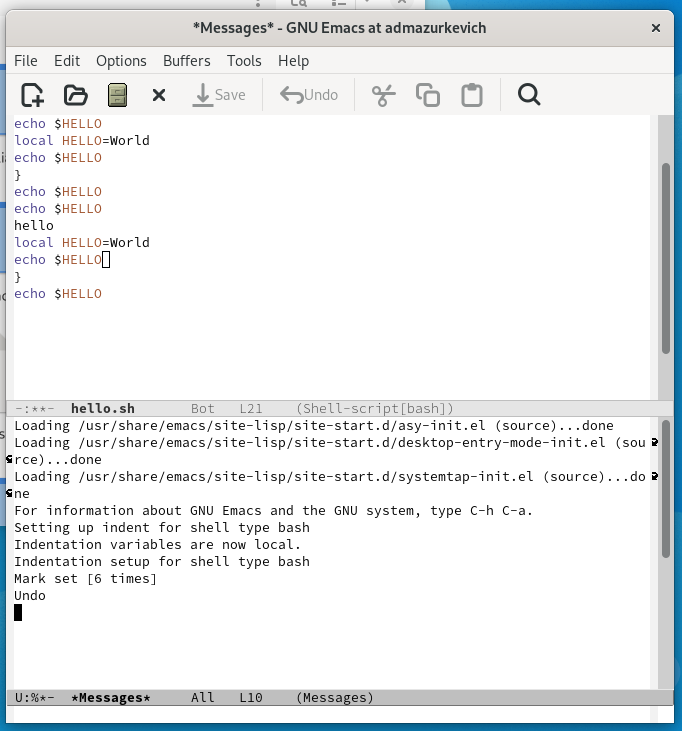 *Messages* - GNU Emacs at admazurkevich
File Edit Options Buffers Tools Help
Save Undo
echo $HELLO
local HELLO=World
echo $HELLO
}
echo $HELLO
echo $HELLO
hello
local HELLO=World
echo $HELLO
}
echo $HELLO
-:**- hello.sh Bot L21 (Shell-script[bash])
Loading /usr/share/emacs/site-lisp/site-start.d/asy-init.el (source)...done
Loading /usr/share/emacs/site-lisp/site-start.d/desktop-entry-mode-init.el (sou
rce)...done
Loading /usr/share/emacs/site-lisp/site-start.d/systemtap-init.el (source)...do
ne
For information about GNU Emacs and the GNU system, type C-h C-a.
Setting up indent for shell type bash
Indentation variables are now local.
Indentation setup for shell type bash
Mark set [6 times]
Undo
U:%*- *Messages* All L10 (Messages)